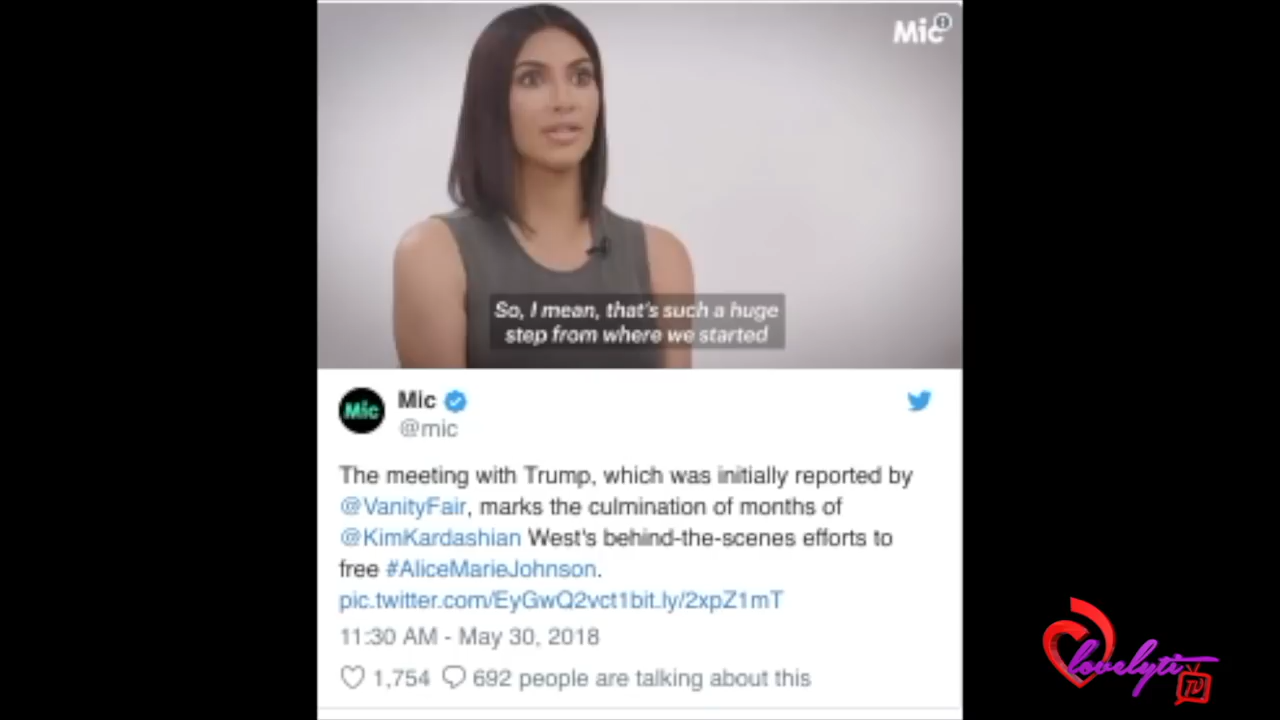 Mic
So, I mean, that's such a huge
step from where we started
Mic
Mic
@mic
The meeting with Trump, which was initially reported by
@VanityFair, marks the culmination of months of
@KimKardashian West's behind-the-scenes efforts to
free #AliceMarieJohnson.
pic.twitter.com/EyGwQ2vct1bit.ly/2xpZ1mT
11:30 AM - May 30, 2018
1,754 692 people are talking about this
lovelyti
TV